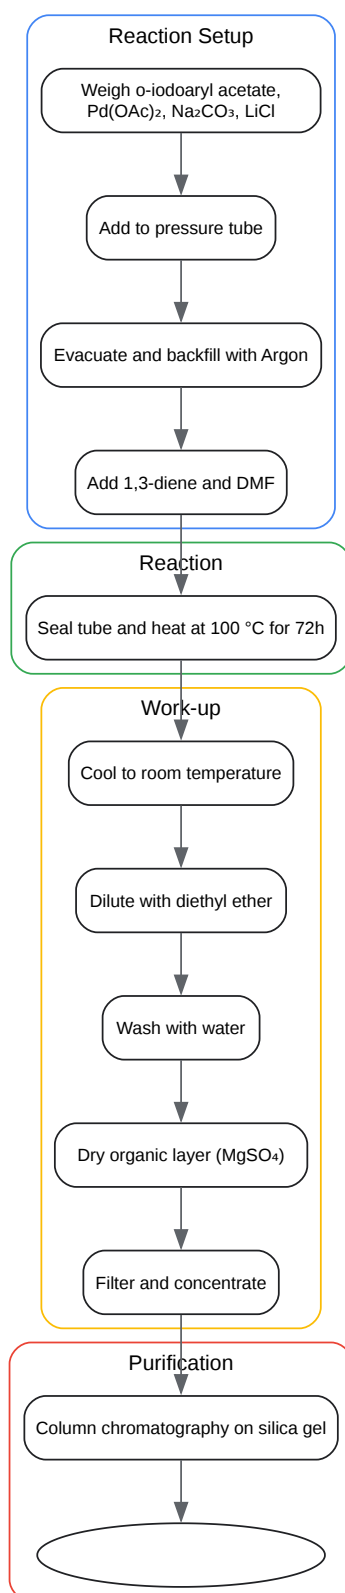 Reaction Setup
Weigh o-iodoaryl acetate,
Pd(OAc)₂, Na₂CO₃, LiCl
Add to pressure tube
Evacuate and backfill with Argon
Add 1,3-diene and DMF
Reaction
Seal tube and heat at 100 °C for 72h
Work-up
Cool to room temperature
Dilute with diethyl ether
Wash with water
Dry organic layer (MgSO₄)
Filter and concentrate
Purification
Column chromatography on silica gel